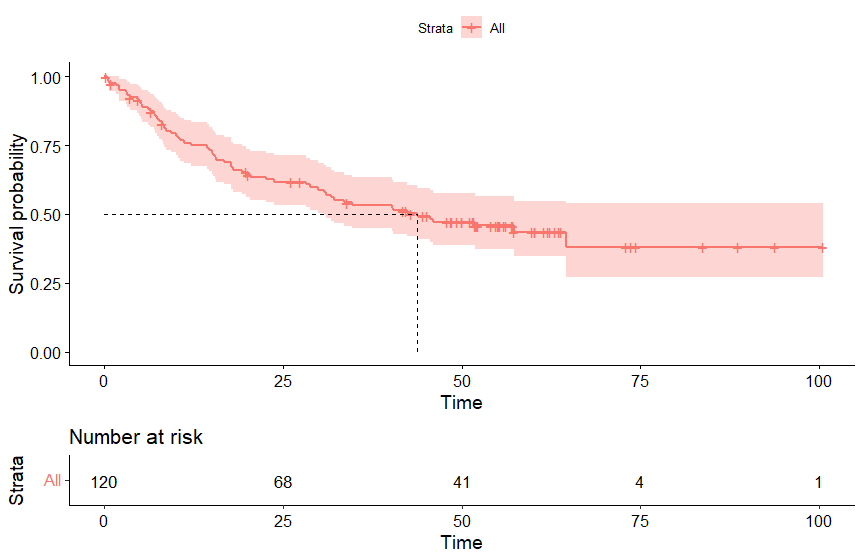 Strata All
1.00
0.75
0.50
0.25
0.00
Survival probability
0 25 50 75 100
Time
Number at risk
Strata
All 120 68 41 4 1
0 25 50 75 100
Time